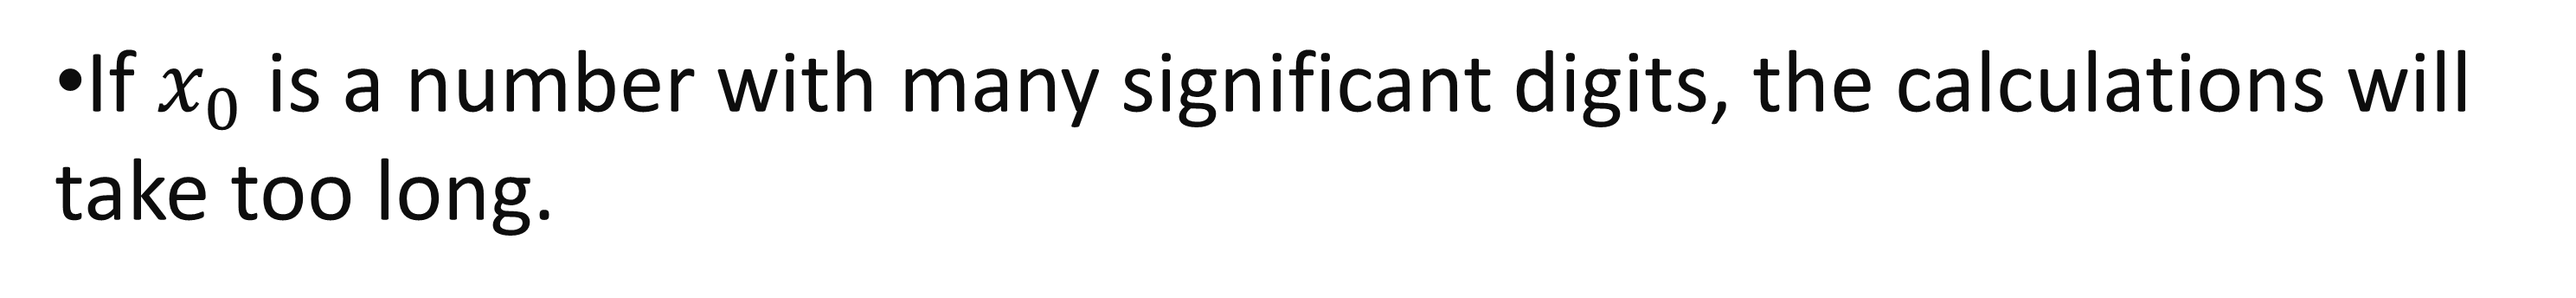 •If 𝑥₀ is a number with many significant digits, the calculations will
take too long.